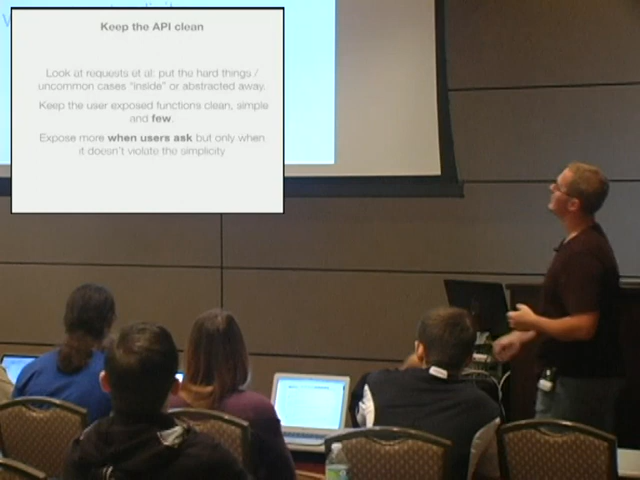 Keep the API clean
Look at requests et al: put the hard things /
uncommon cases "inside" or abstracted away.
Keep the user exposed functions clean, simple
and few.
Expose more when users ask but only when
it doesn't violate the simplicity